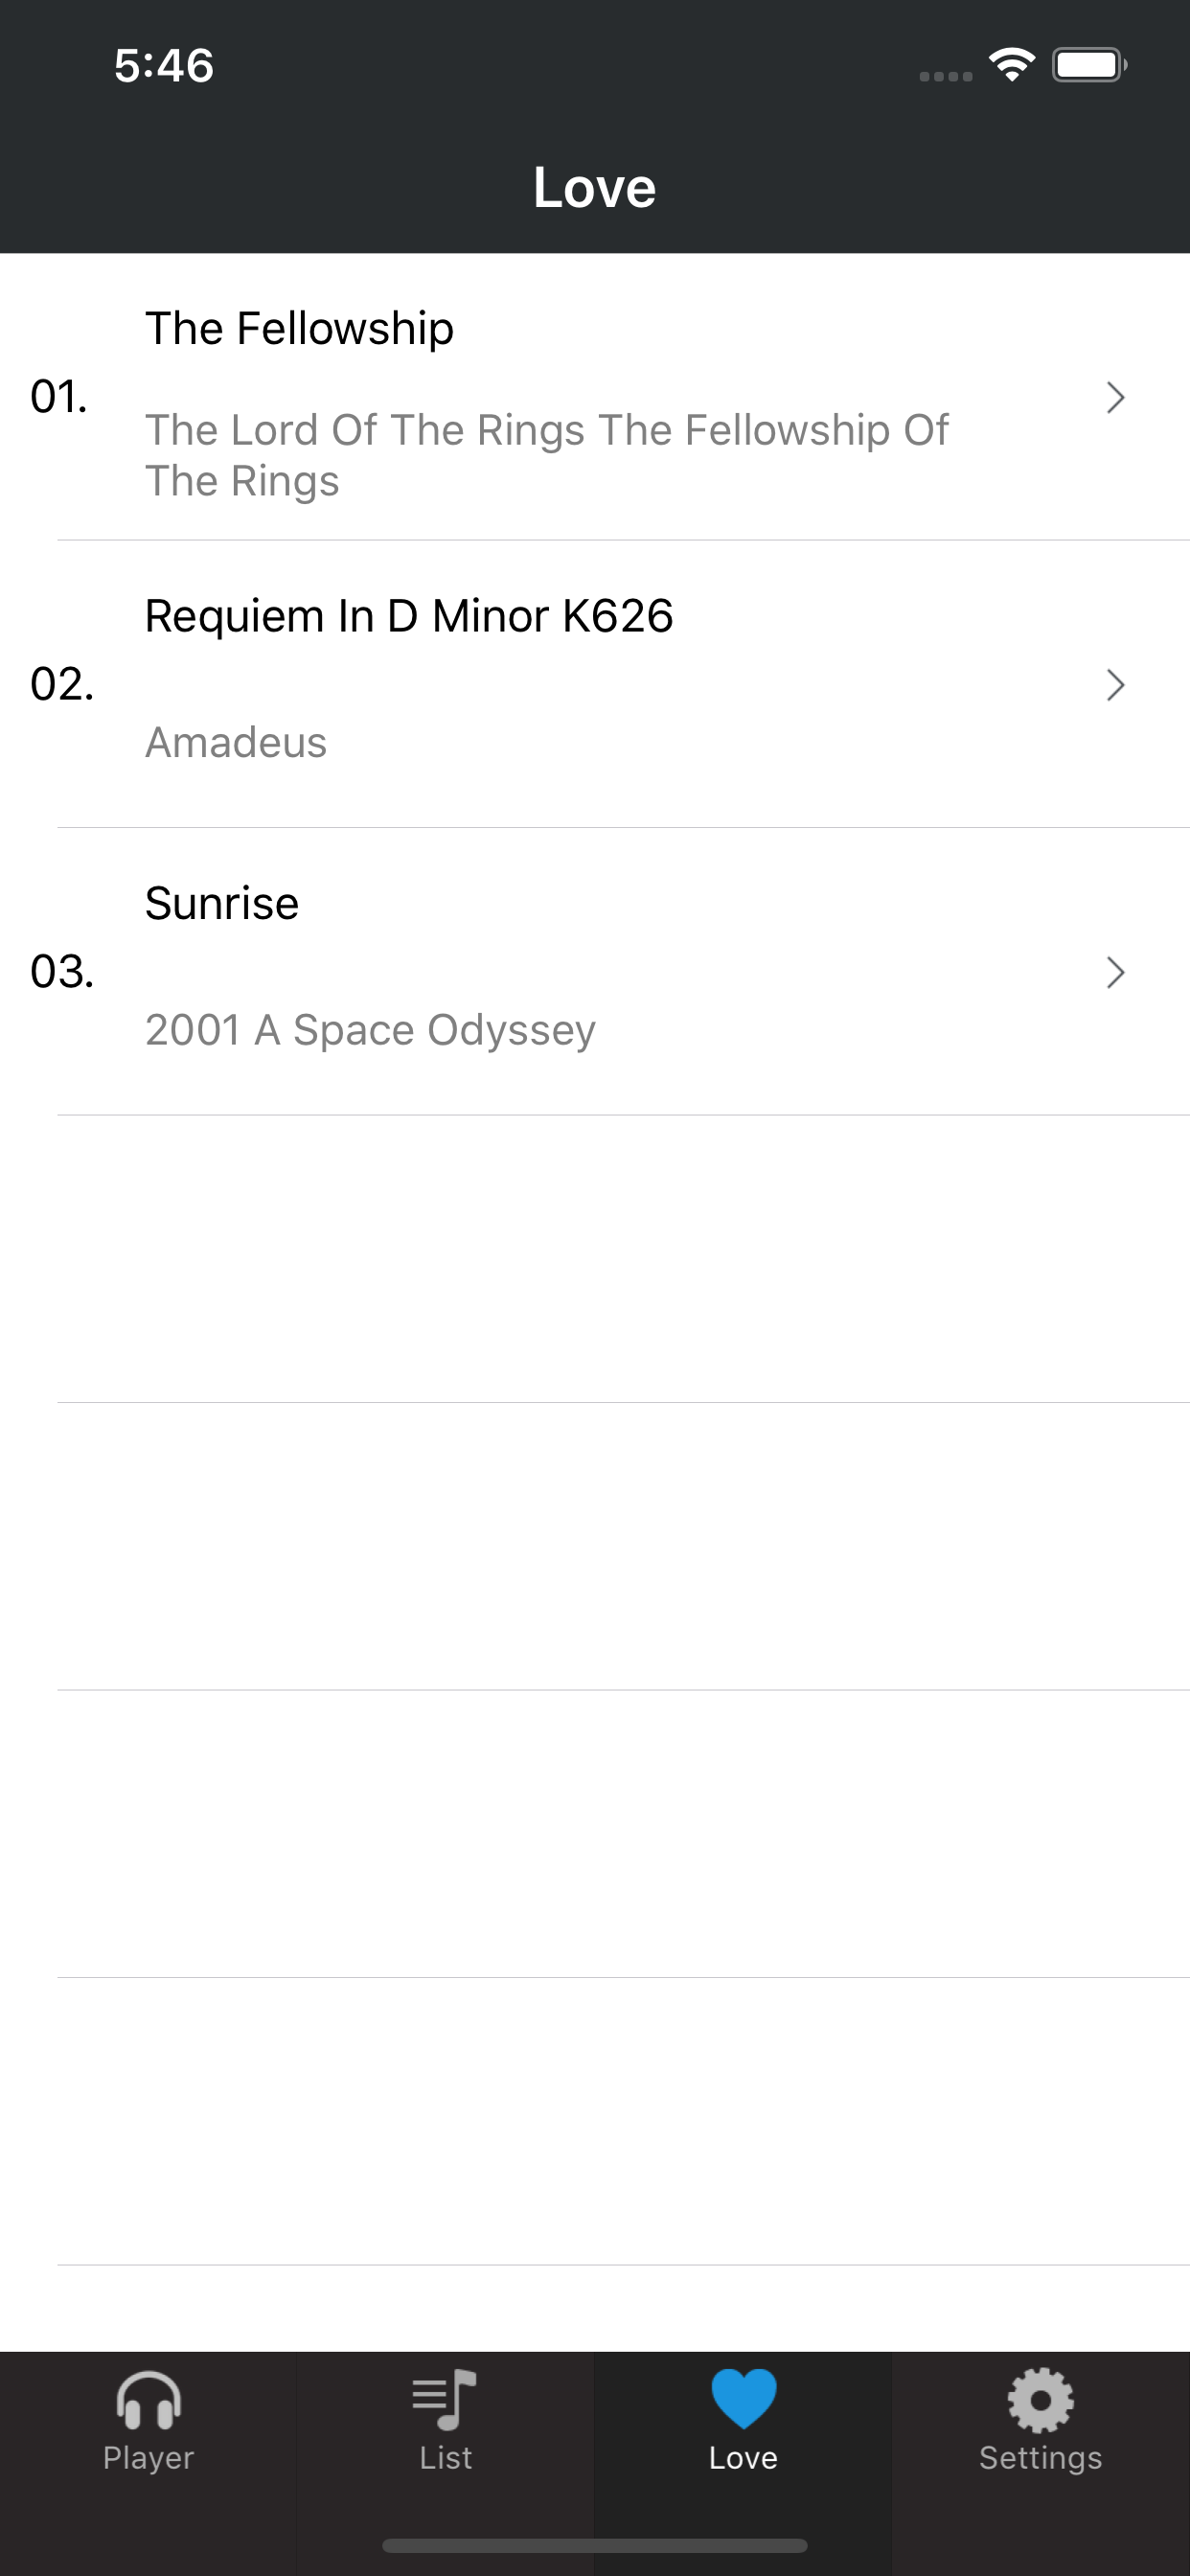 5:46
Love
The Fellowship
01.
The Lord Of The Rings The Fellowship Of
The Rings
Requiem In D Minor K626
02.
Amadeus
Sunrise
03.
2001 A Space Odyssey
Player
List
Love
Settings